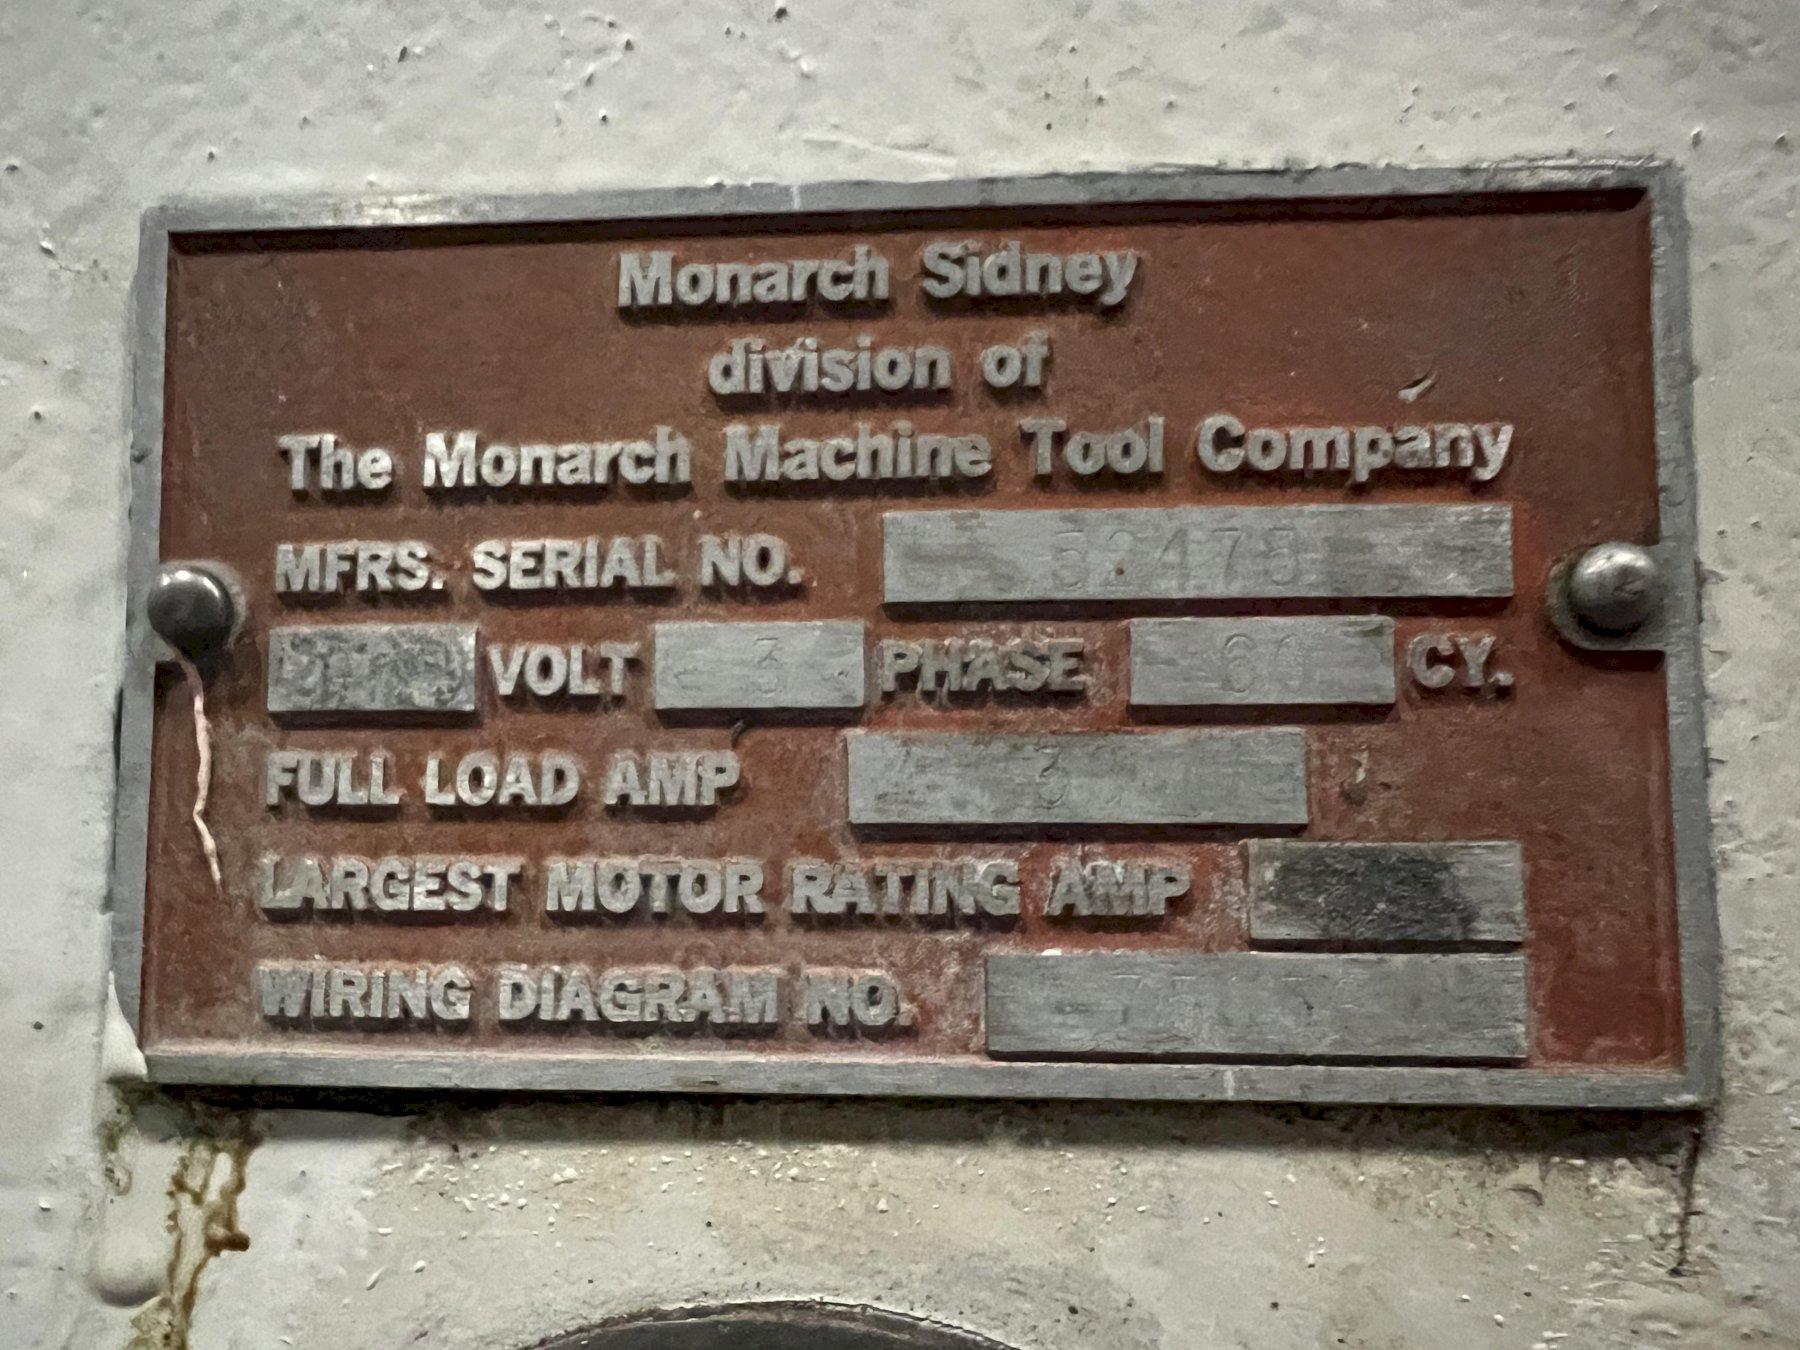 Monarch Sidney
division of
The Monarch Machine Tool Company
MFRS. SERIAL NO. 52475
VOLT 3 PHASE 60 CY.
FULL LOAD AMP
LARGEST MOTOR RATING AMP
WIRING DIAGRAM NO.